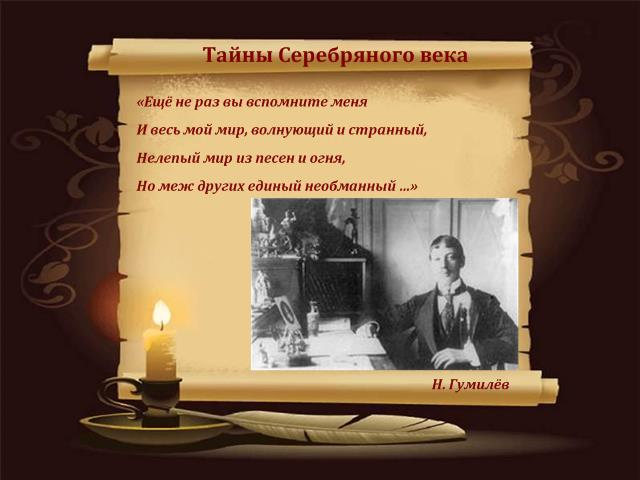 Тайны Серебряного века
«Ещё не раз вы вспомните меня
И весь мой мир, волнующий и странный,
Нелепый мир из песен и огня,
Но меж других единый необманный ...»
Н. Гумилёв